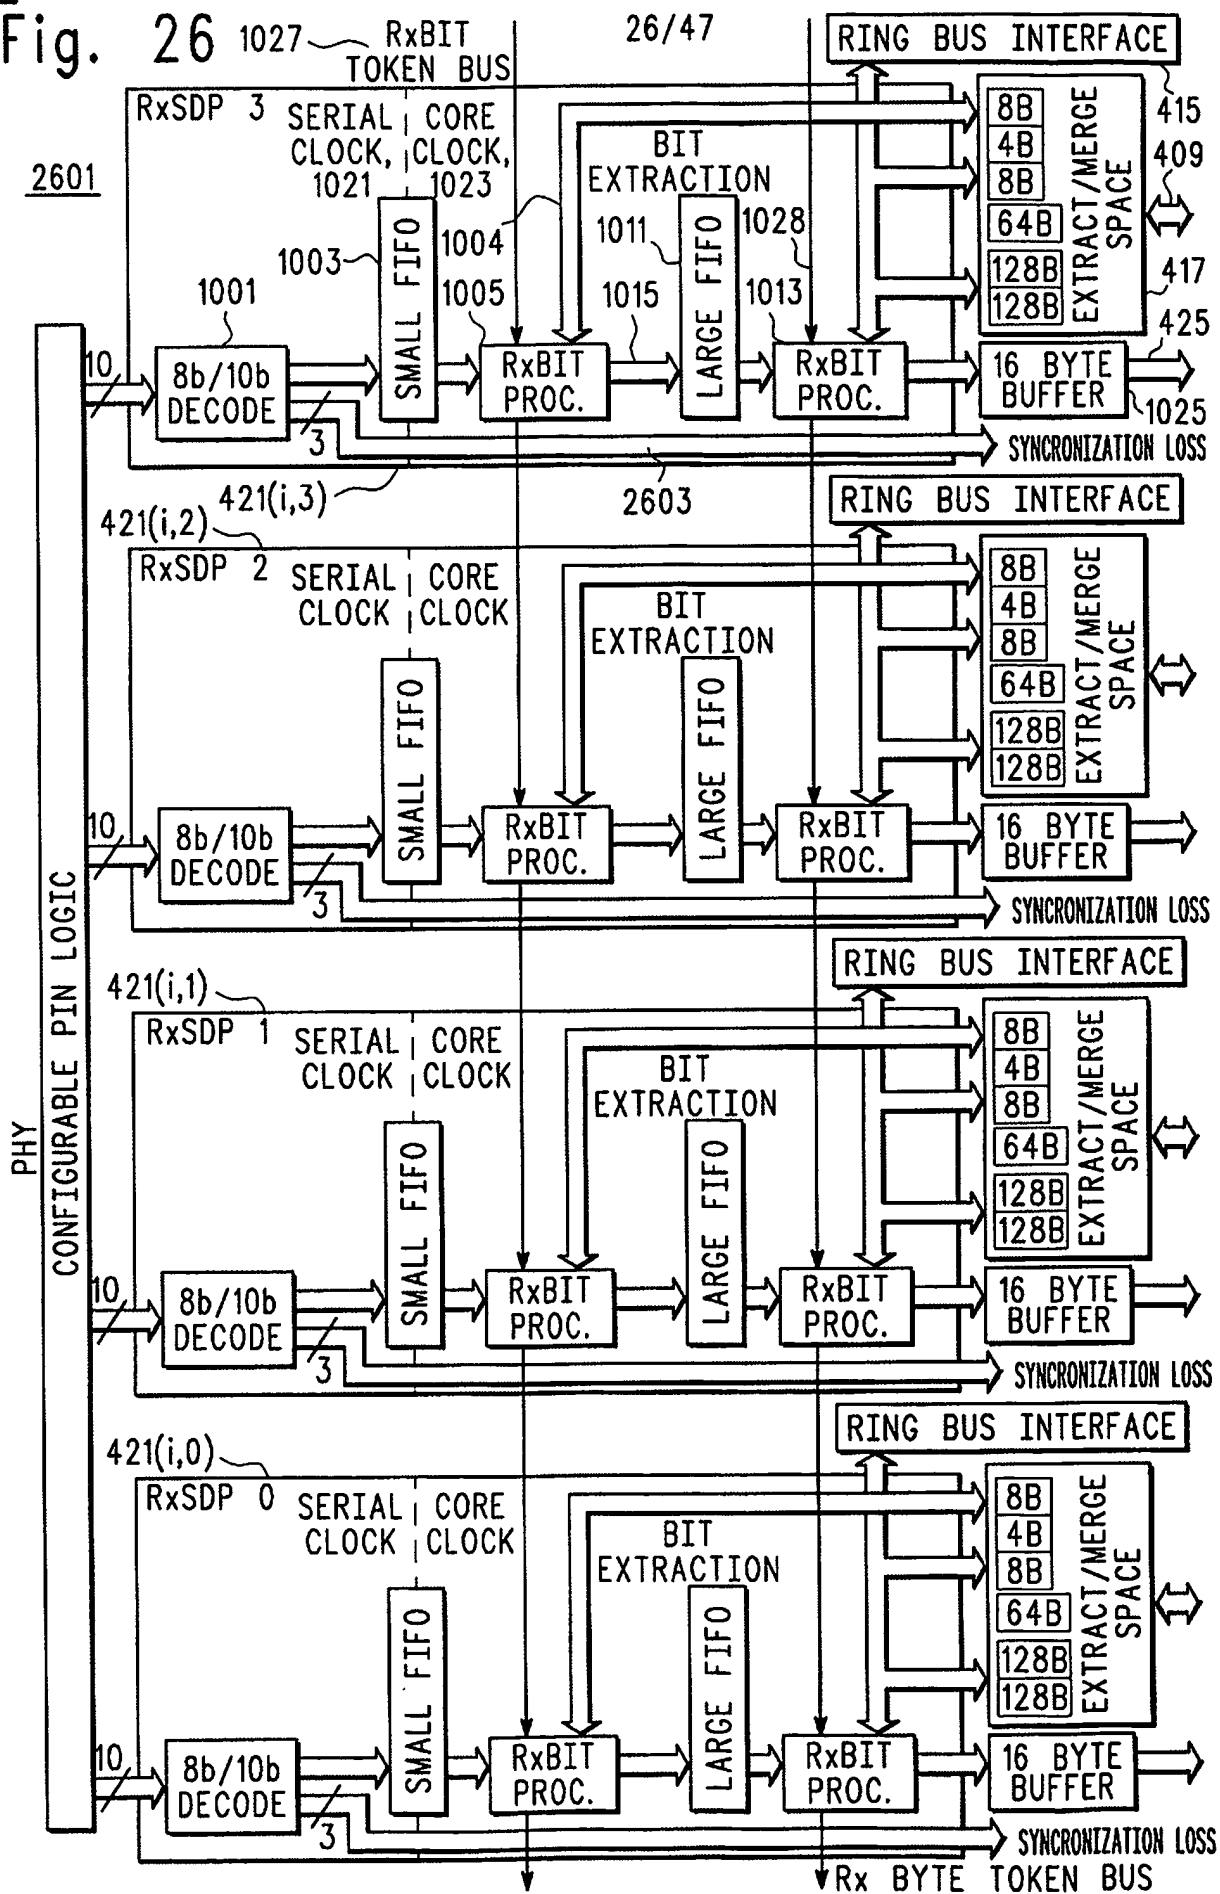 Fig. 26
1027
RxBIT
TOKEN BUS
26/47
RING BUS INTERFACE
415
RxSDP 3
SERIAL
CLOCK,
1021
CORE
CLOCK,
1023
BIT
EXTRACTION
2601
1003
1004
1011
1028
8B
4B
8B
64B
128B
128B
EXTRACT/MERGE
SPACE
409
417
1001
1005
1015
1013
425
10
8b/10b
DECODE
SMALL FIFO
RxBIT
PROC.
LARGE FIFO
RxBIT
PROC.
16 BYTE
BUFFER
1025
3
SYNCRONIZATION LOSS
421(i,3)
2603
RING BUS INTERFACE
421(i,2)
RxSDP 2
SERIAL
CLOCK
CORE
CLOCK
BIT
EXTRACTION
8B
4B
8B
64B
128B
128B
EXTRACT/MERGE
SPACE
10
8b/10b
DECODE
SMALL FIFO
RxBIT
PROC.
LARGE FIFO
RxBIT
PROC.
16 BYTE
BUFFER
3
SYNCRONIZATION LOSS
PHY
CONFIGURABLE PIN LOGIC
RING BUS INTERFACE
421(i,1)
RxSDP 1
SERIAL
CLOCK
CORE
CLOCK
BIT
EXTRACTION
8B
4B
8B
64B
128B
128B
EXTRACT/MERGE
SPACE
10
8b/10b
DECODE
SMALL FIFO
RxBIT
PROC.
LARGE FIFO
RxBIT
PROC.
16 BYTE
BUFFER
3
SYNCRONIZATION LOSS
RING BUS INTERFACE
421(i,0)
RxSDP 0
SERIAL
CLOCK
CORE
CLOCK
BIT
EXTRACTION
8B
4B
8B
64B
128B
128B
EXTRACT/MERGE
SPACE
10
8b/10b
DECODE
SMALL FIFO
RxBIT
PROC.
LARGE FIFO
RxBIT
PROC.
16 BYTE
BUFFER
3
SYNCRONIZATION LOSS
Rx BYTE TOKEN BUS